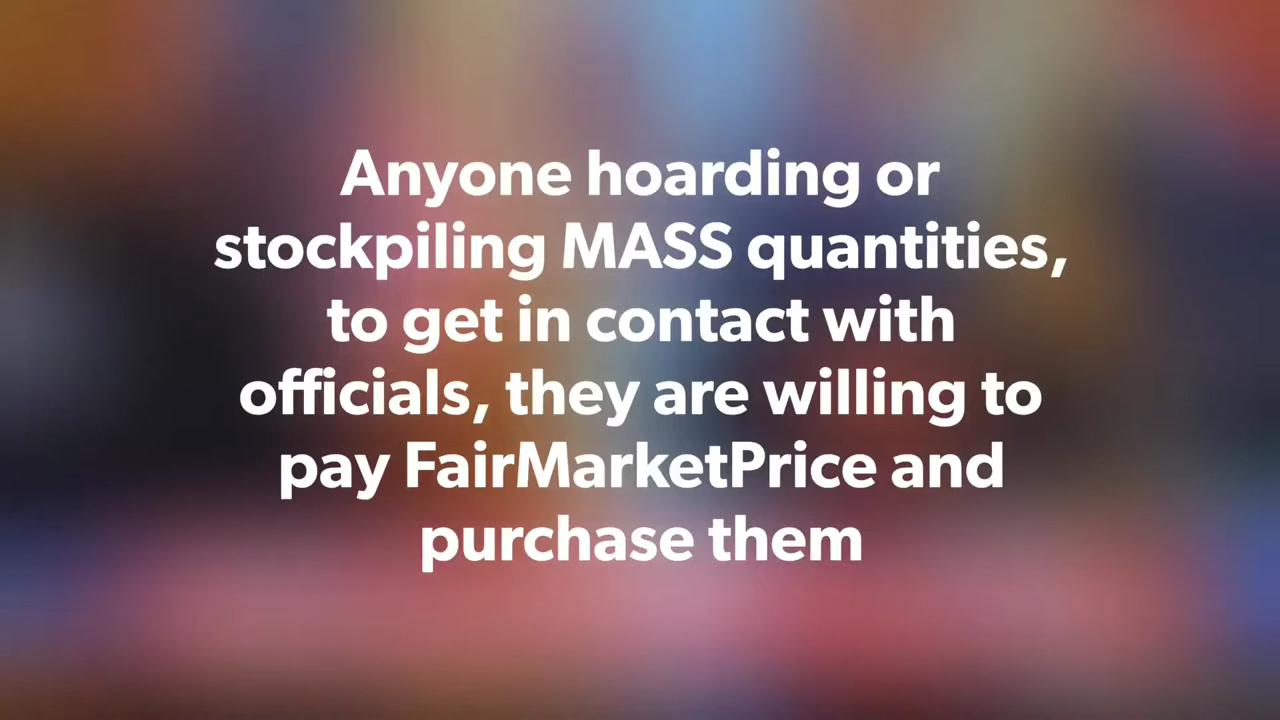 Anyone hoarding or
stockpiling MASS quantities,
to get in contact with
officials, they are willing to
pay FairMarketPrice and
purchase them